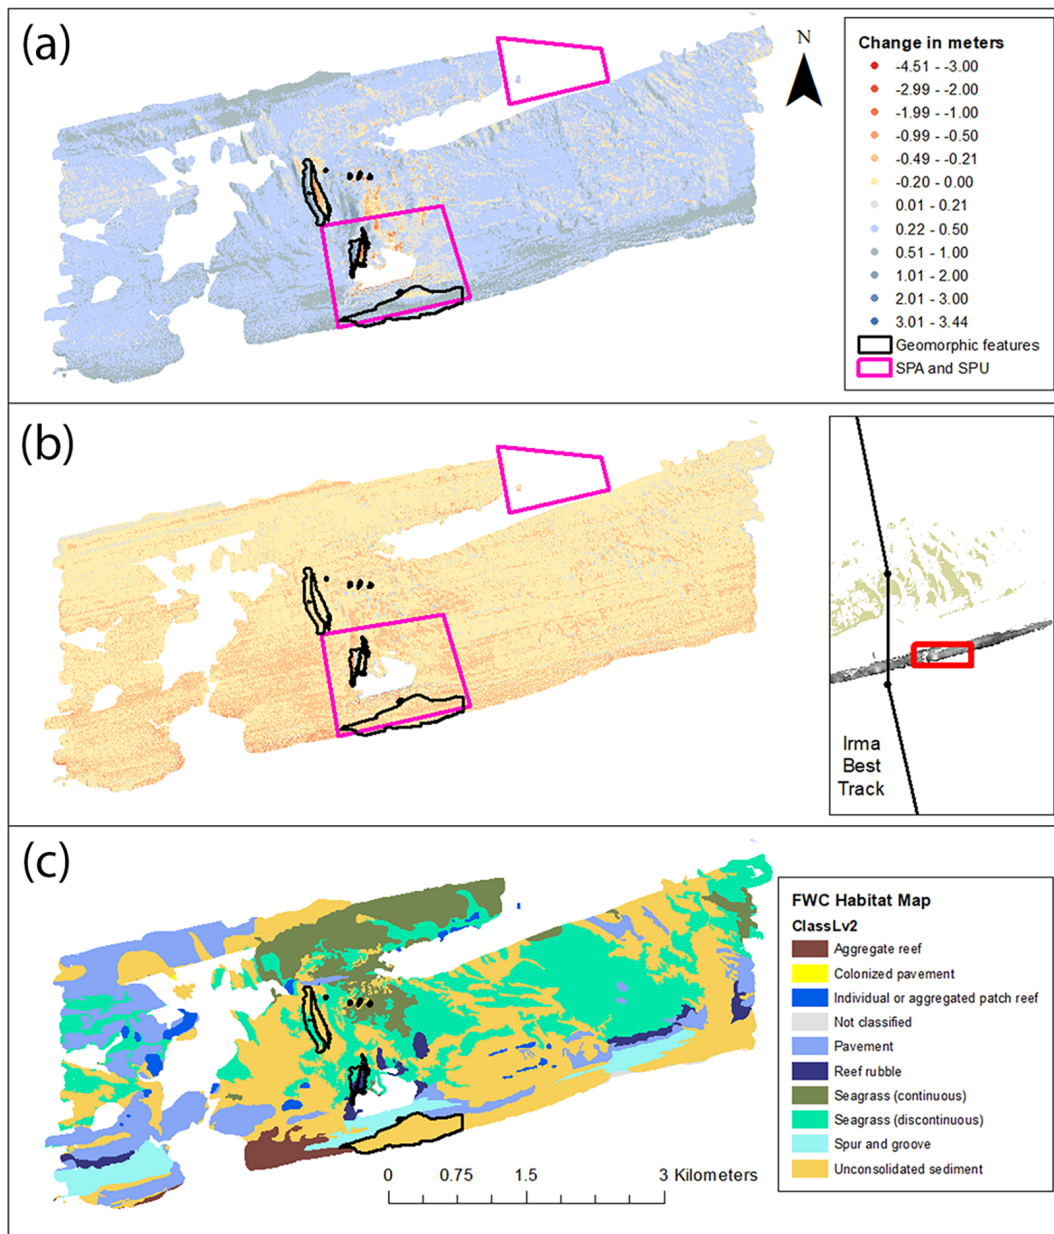 (a)
N
Change in meters
-4.51 - -3.00
-2.99 - -2.00
-1.99 - -1.00
-0.99 - -0.50
-0.49 - -0.21
-0.20 - 0.00
0.01 - 0.21
0.22 - 0.50
0.51 - 1.00
1.01 - 2.00
2.01 - 3.00
3.01 - 3.44
Geomorphic features
SPA and SPU
(b)
Irma
Best
Track
(c)
0 0.75 1.5 3 Kilometers
FWC Habitat Map
ClassLv2
Aggregate reef
Colonized pavement
Individual or aggregated patch reef
Not classified
Pavement
Reef rubble
Seagrass (continuous)
Seagrass (discontinuous)
Spur and groove
Unconsolidated sediment